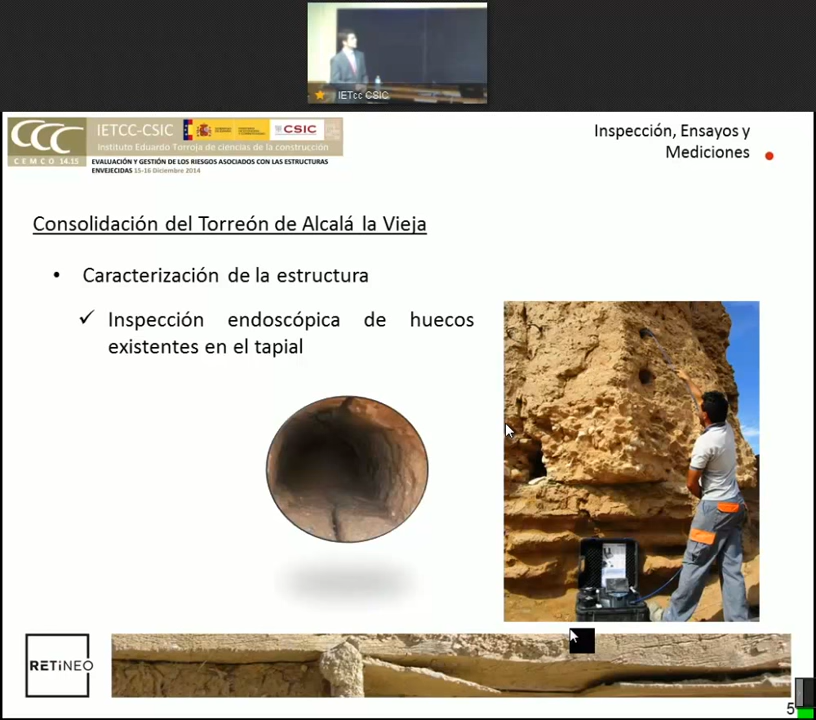 IETcc CSIC
CCC
CEMCO 14.15
IETCC-CSIC
CSIC
Instituto Eduardo Torroja de ciencias de la construcción
EVALUACIÓN Y GESTIÓN DE LOS RIESGOS ASOCIADOS CON LAS ESTRUCTURAS
ENVEJECIDAS 15-16 Diciembre 2014
Inspección, Ensayos y
Mediciones
Consolidación del Torreón de Alcalá la Vieja
• Caracterización de la estructura
✓ Inspección endoscópica de huecos
existentes en el tapial
RETINEO
5